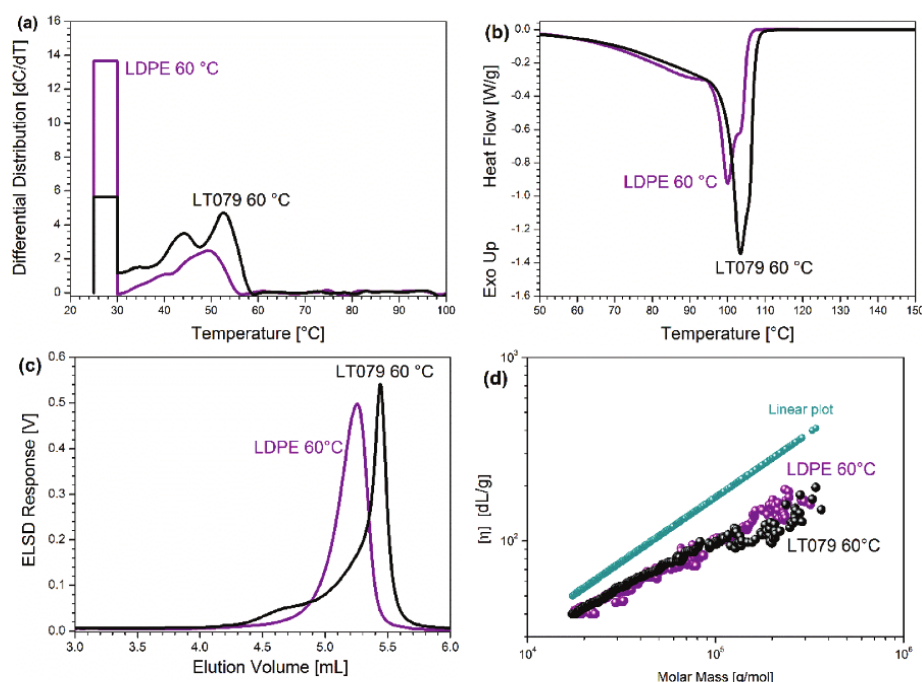 (a)
Differential Distribution [dC/dT]
16
14
12
10
8
6
4
2
0
LDPE 60 °C
LT079 60 °C
20 30 40 50 60 70 80 90 100
Temperature [°C]
(b)
Exo Up Heat Flow [W/g]
0.0
-0.2
-0.4
-0.6
-0.8
-1.0
-1.2
-1.4
-1.6
LDPE 60 °C
LT079 60 °C
50 60 70 80 90 100 110 120 130 140 150
Temperature [°C]
(c)
ELSD Response [V]
0.6
0.5
0.4
0.3
0.2
0.1
0.0
LT079 60 °C
LDPE 60°C
3.0 3.5 4.0 4.5 5.0 5.5 6.0
Elution Volume [mL]
(d)
[η] [dL/g]
10³
10²
Linear plot
LDPE 60°C
LT079 60°C
10⁴ 10⁵ 10⁶
Molar Mass [g/mol]